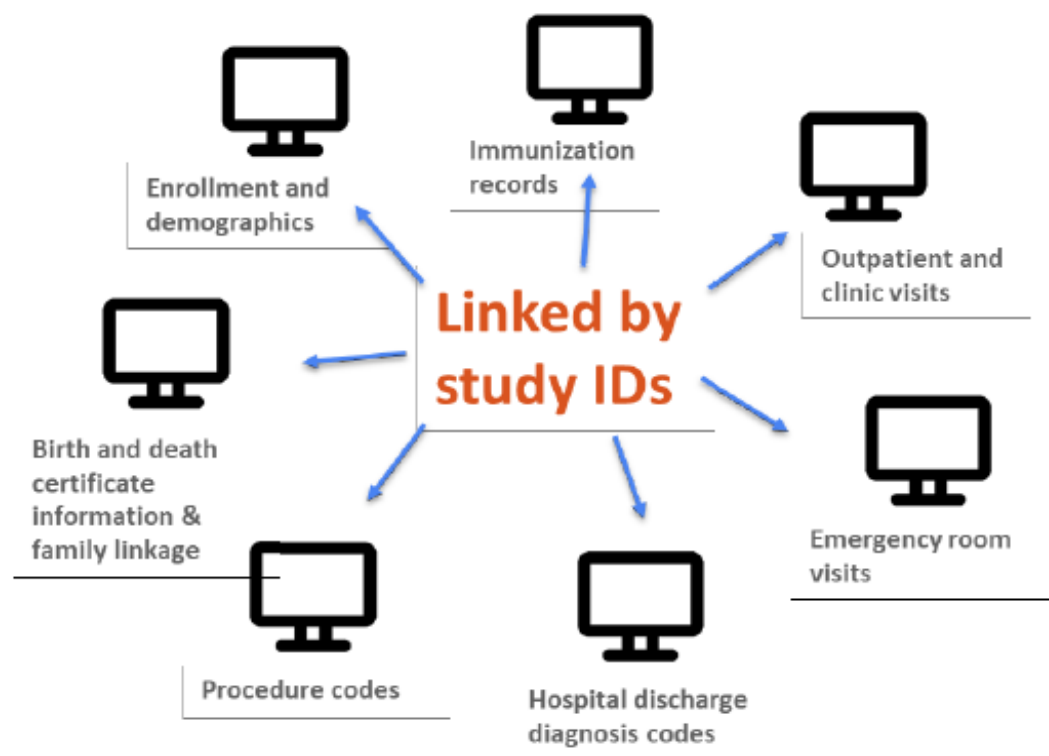 Immunization
records
Enrollment and
demographics
Outpatient and
clinic visits
Linked by
study IDs
Birth and death
certificate
information &
family linkage
Emergency room
visits
Procedure codes
Hospital discharge
diagnosis codes